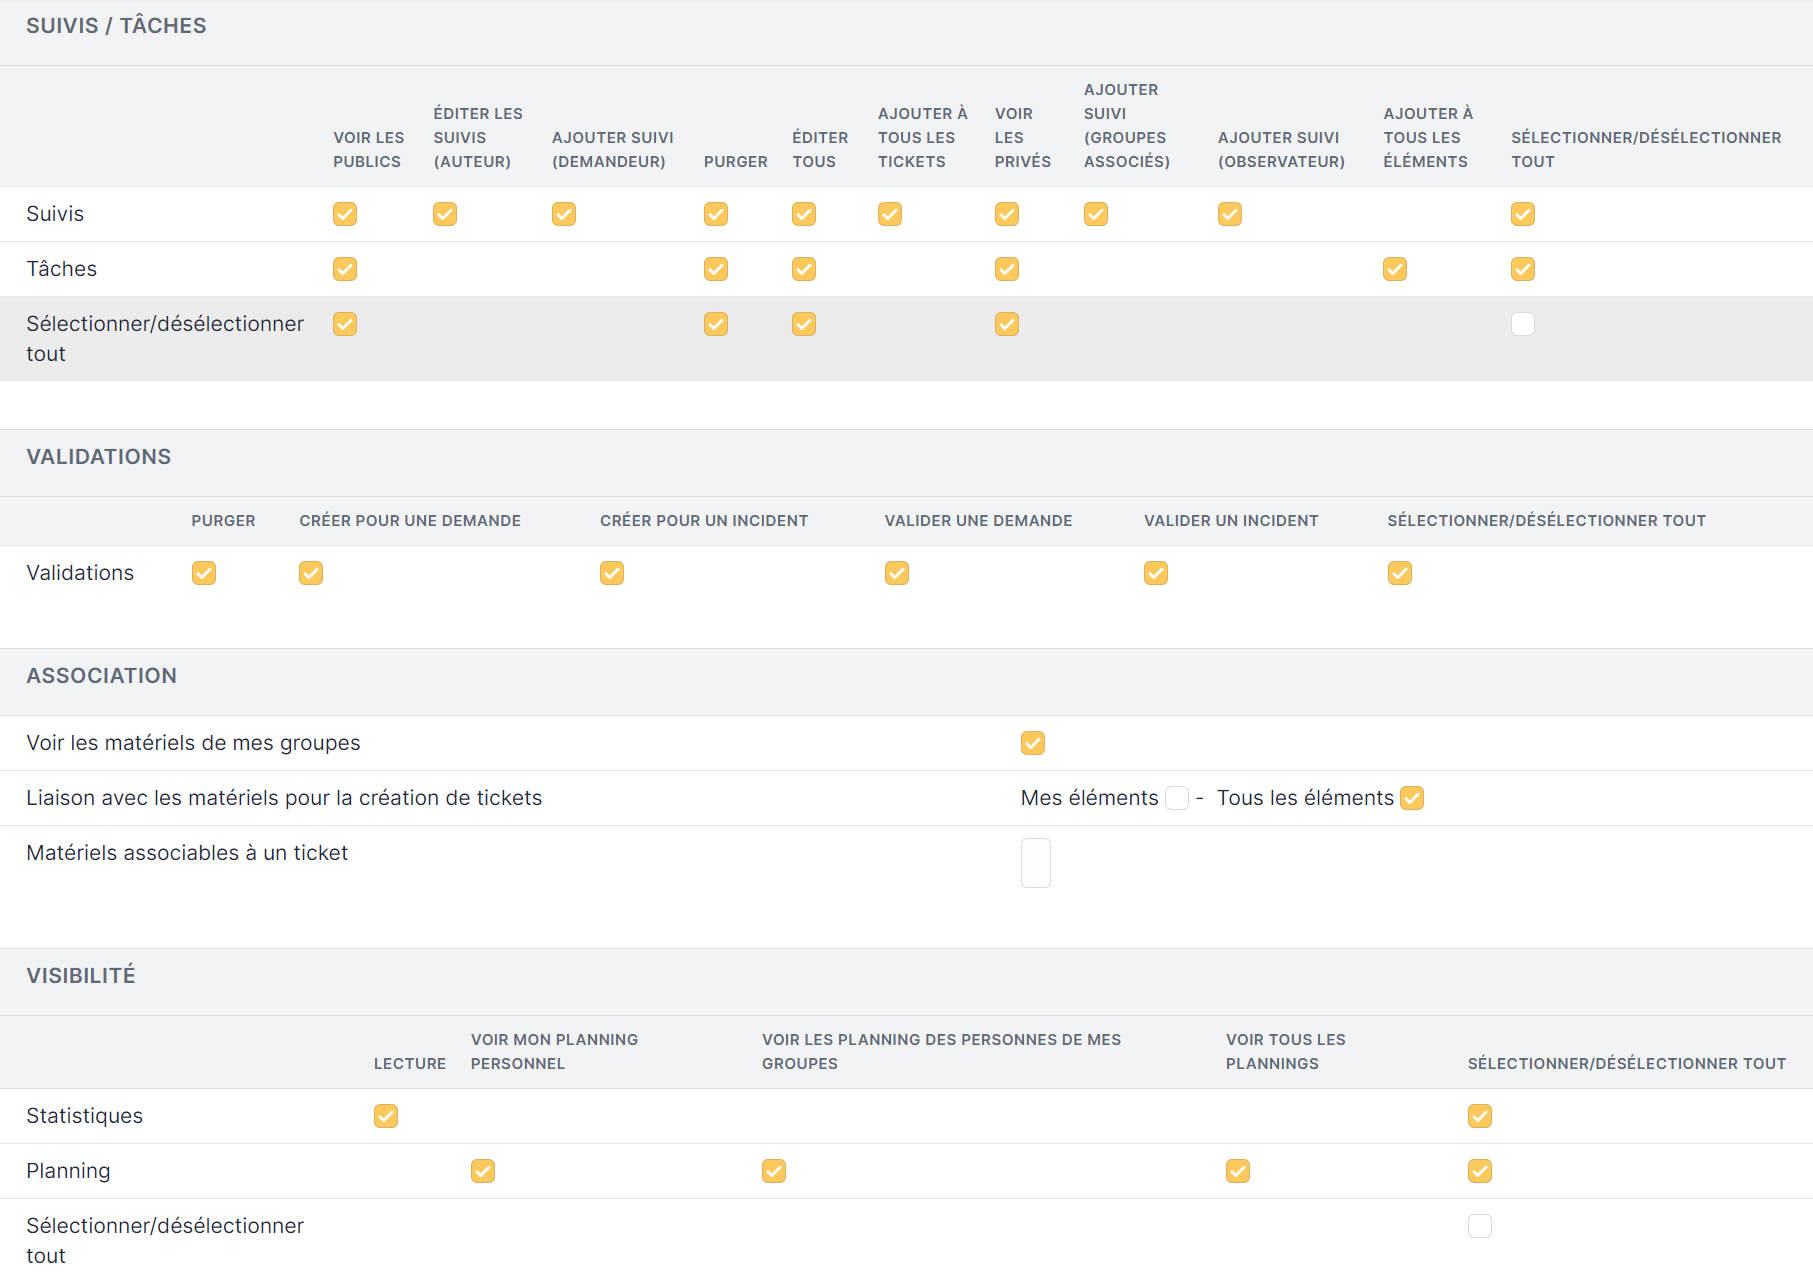 SUIVIS / TÂCHES
VOIR LES PUBLICS
ÉDITER LES SUIVIS (AUTEUR)
AJOUTER SUIVI (DEMANDEUR)
PURGER
ÉDITER TOUS
AJOUTER À TOUS LES TICKETS
VOIR LES PRIVÉS
AJOUTER SUIVI (GROUPES ASSOCIÉS)
AJOUTER SUIVI (OBSERVATEUR)
AJOUTER À TOUS LES ÉLÉMENTS
SÉLECTIONNER/DÉSÉLECTIONNER TOUT
Suivis
Tâches
Sélectionner/désélectionner
tout
VALIDATIONS
PURGER
CRÉER POUR UNE DEMANDE
CRÉER POUR UN INCIDENT
VALIDER UNE DEMANDE
VALIDER UN INCIDENT
SÉLECTIONNER/DÉSÉLECTIONNER TOUT
Validations
ASSOCIATION
Voir les matériels de mes groupes
Liaison avec les matériels pour la création de tickets
Mes éléments - Tous les éléments
Matériels associables à un ticket
VISIBILITÉ
LECTURE
VOIR MON PLANNING PERSONNEL
VOIR LES PLANNING DES PERSONNES DE MES GROUPES
VOIR TOUS LES PLANNINGS
SÉLECTIONNER/DÉSÉLECTIONNER TOUT
Statistiques
Planning
Sélectionner/désélectionner
tout